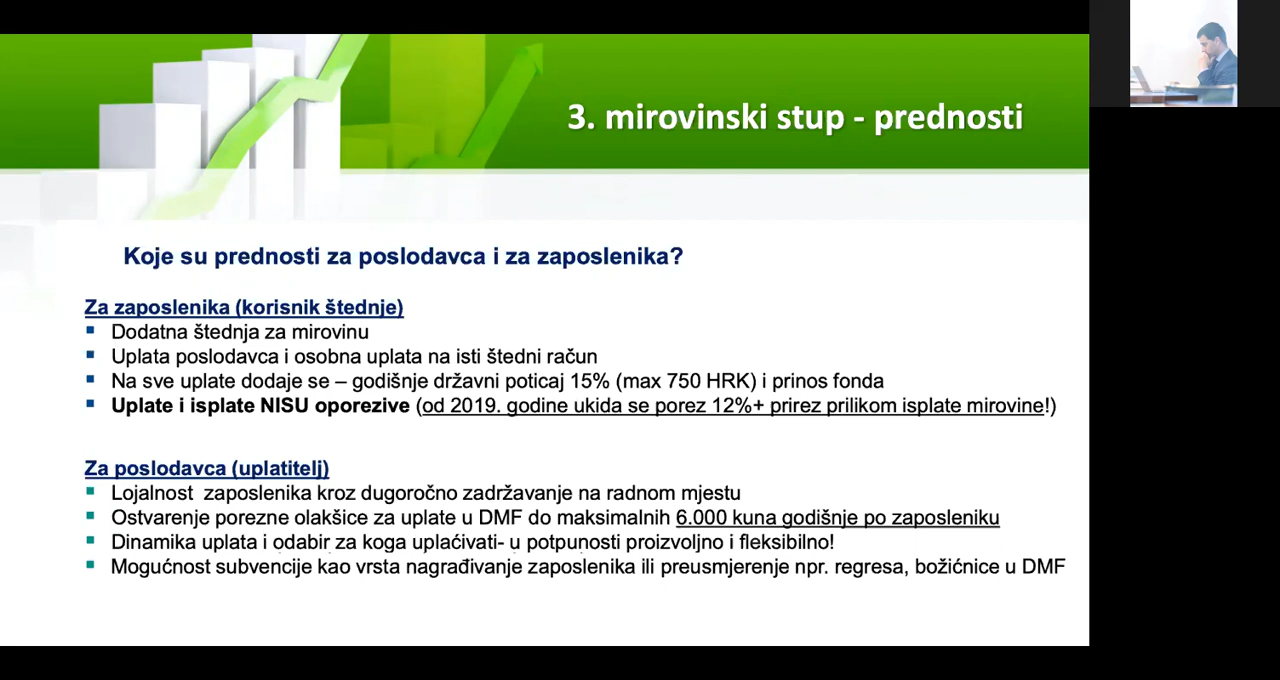 3. mirovinski stup - prednosti
Koje su prednosti za poslodavca i za zaposlenika?
Za zaposlenika (korisnik štednje)
Dodatna štednja za mirovinu
Uplata poslodavca i osobna uplata na isti štedni račun
Na sve uplate dodaje se – godišnje državni poticaj 15% (max 750 HRK) i prinos fonda
Uplate i isplate NISU oporezive (od 2019. godine ukida se porez 12%+ prirez prilikom isplate mirovine!)
Za poslodavca (uplatitelj)
Lojalnost  zaposlenika kroz dugoročno zadržavanje na radnom mjestu
Ostvarenje porezne olakšice za uplate u DMF do maksimalnih 6.000 kuna godišnje po zaposleniku
Dinamika uplata i odabir za koga uplaćivati- u potpunosti proizvoljno i fleksibilno!
Mogućnost subvencije kao vrsta nagrađivanje zaposlenika ili preusmjerenje npr. regresa, božićnice u DMF